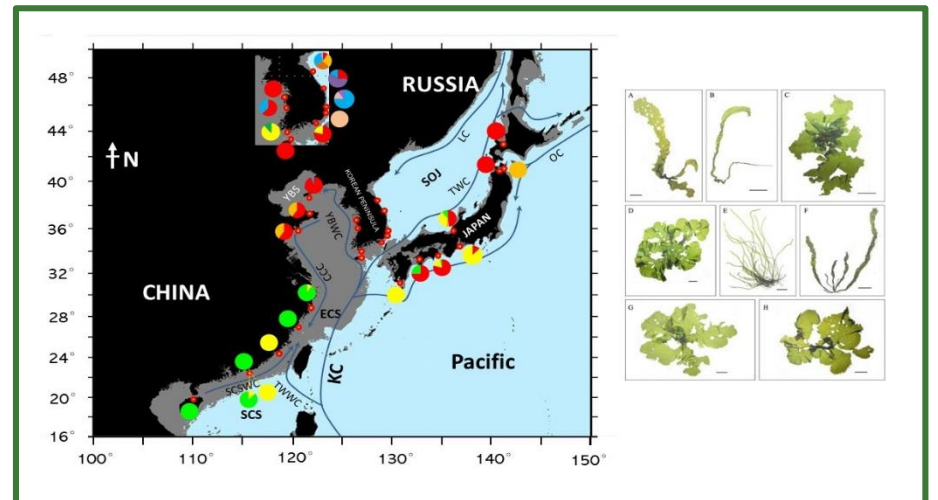 48°
44°
40°
36°
32°
28°
24°
20°
16°
100°
110°
120°
130°
140°
150°
N
RUSSIA
LC
OC
SOJ
TWC
KOREAN PENINSULA
YBS
YBWC
JAPAN
CCC
CHINA
ECS
KC
Pacific
SCSWC
TWWC
SCS
A
B
C
D
E
F
G
H